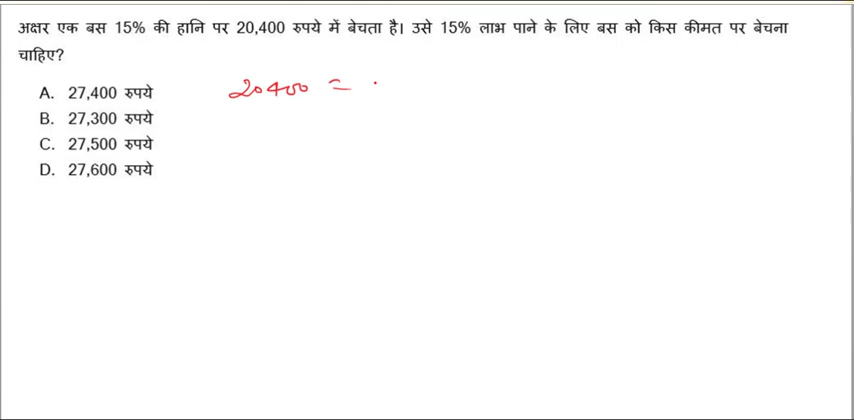 अक्षर एक बस 15% की हानि पर 20,400 रुपये में बेचता है। उसे 15% लाभ पाने के लिए बस को किस कीमत पर बेचना
चाहिए?
A. 27,400 रुपये
20400 =
B. 27,300 रुपये
C. 27,500 रुपये
D. 27,600 रुपये